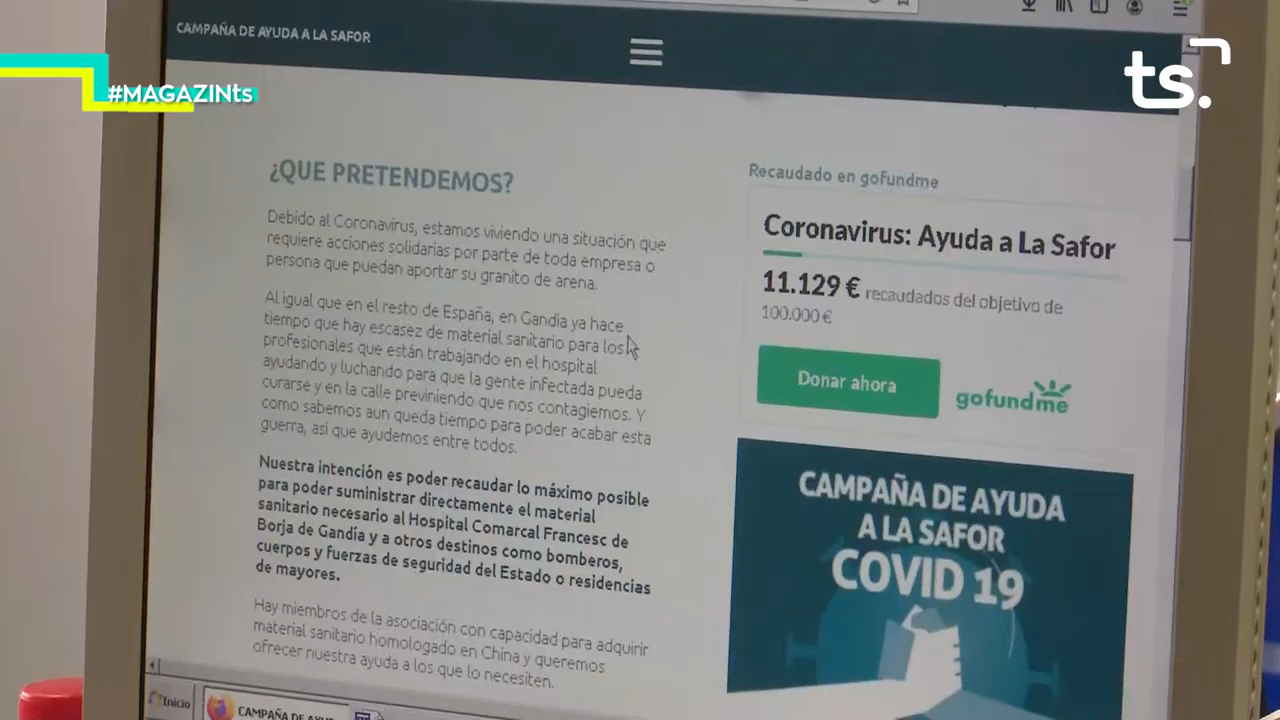 CAMPAÑA DE AYUDA A LA SAFOR
#MAGAZINts
ts.
¿QUE PRETENDEMOS?
Debido al Coronavirus, estamos viviendo una situación que
requiere acciones solidarias por parte de toda empresa o
persona que puedan aportar su granito de arena.
Al igual que en el resto de España, en Gandia ya hace
tiempo que hay escasez de material sanitario para los
profesionales que están trabajando en el hospital
ayudando y luchando para que la gente infectada pueda
curarse y en la calle previniendo que nos contagiemos. Y
como sabemos aun queda tiempo para poder acabar esta
guerra, así que ayudemos entre todos.
Nuestra intención es poder recaudar lo máximo posible
para poder suministrar directamente el material
sanitario necesario al Hospital Comarcal Francesc de
Borja de Gandía y a otros destinos como bomberos,
cuerpos y fuerzas de seguridad del Estado o residencias
de mayores.
Hay miembros de la asociación con capacidad para adquirir
material sanitario homologado en China y queremos
ofrecer nuestra ayuda a los que lo necesiten.
Recaudado en gofundme
Coronavirus: Ayuda a La Safor
11.129 € recaudados del objetivo de
100.000 €
Donar ahora
gofundme
CAMPAÑA DE AYUDA
A LA SAFOR
COVID 19
Inicio
CAMPAÑA DE AYU